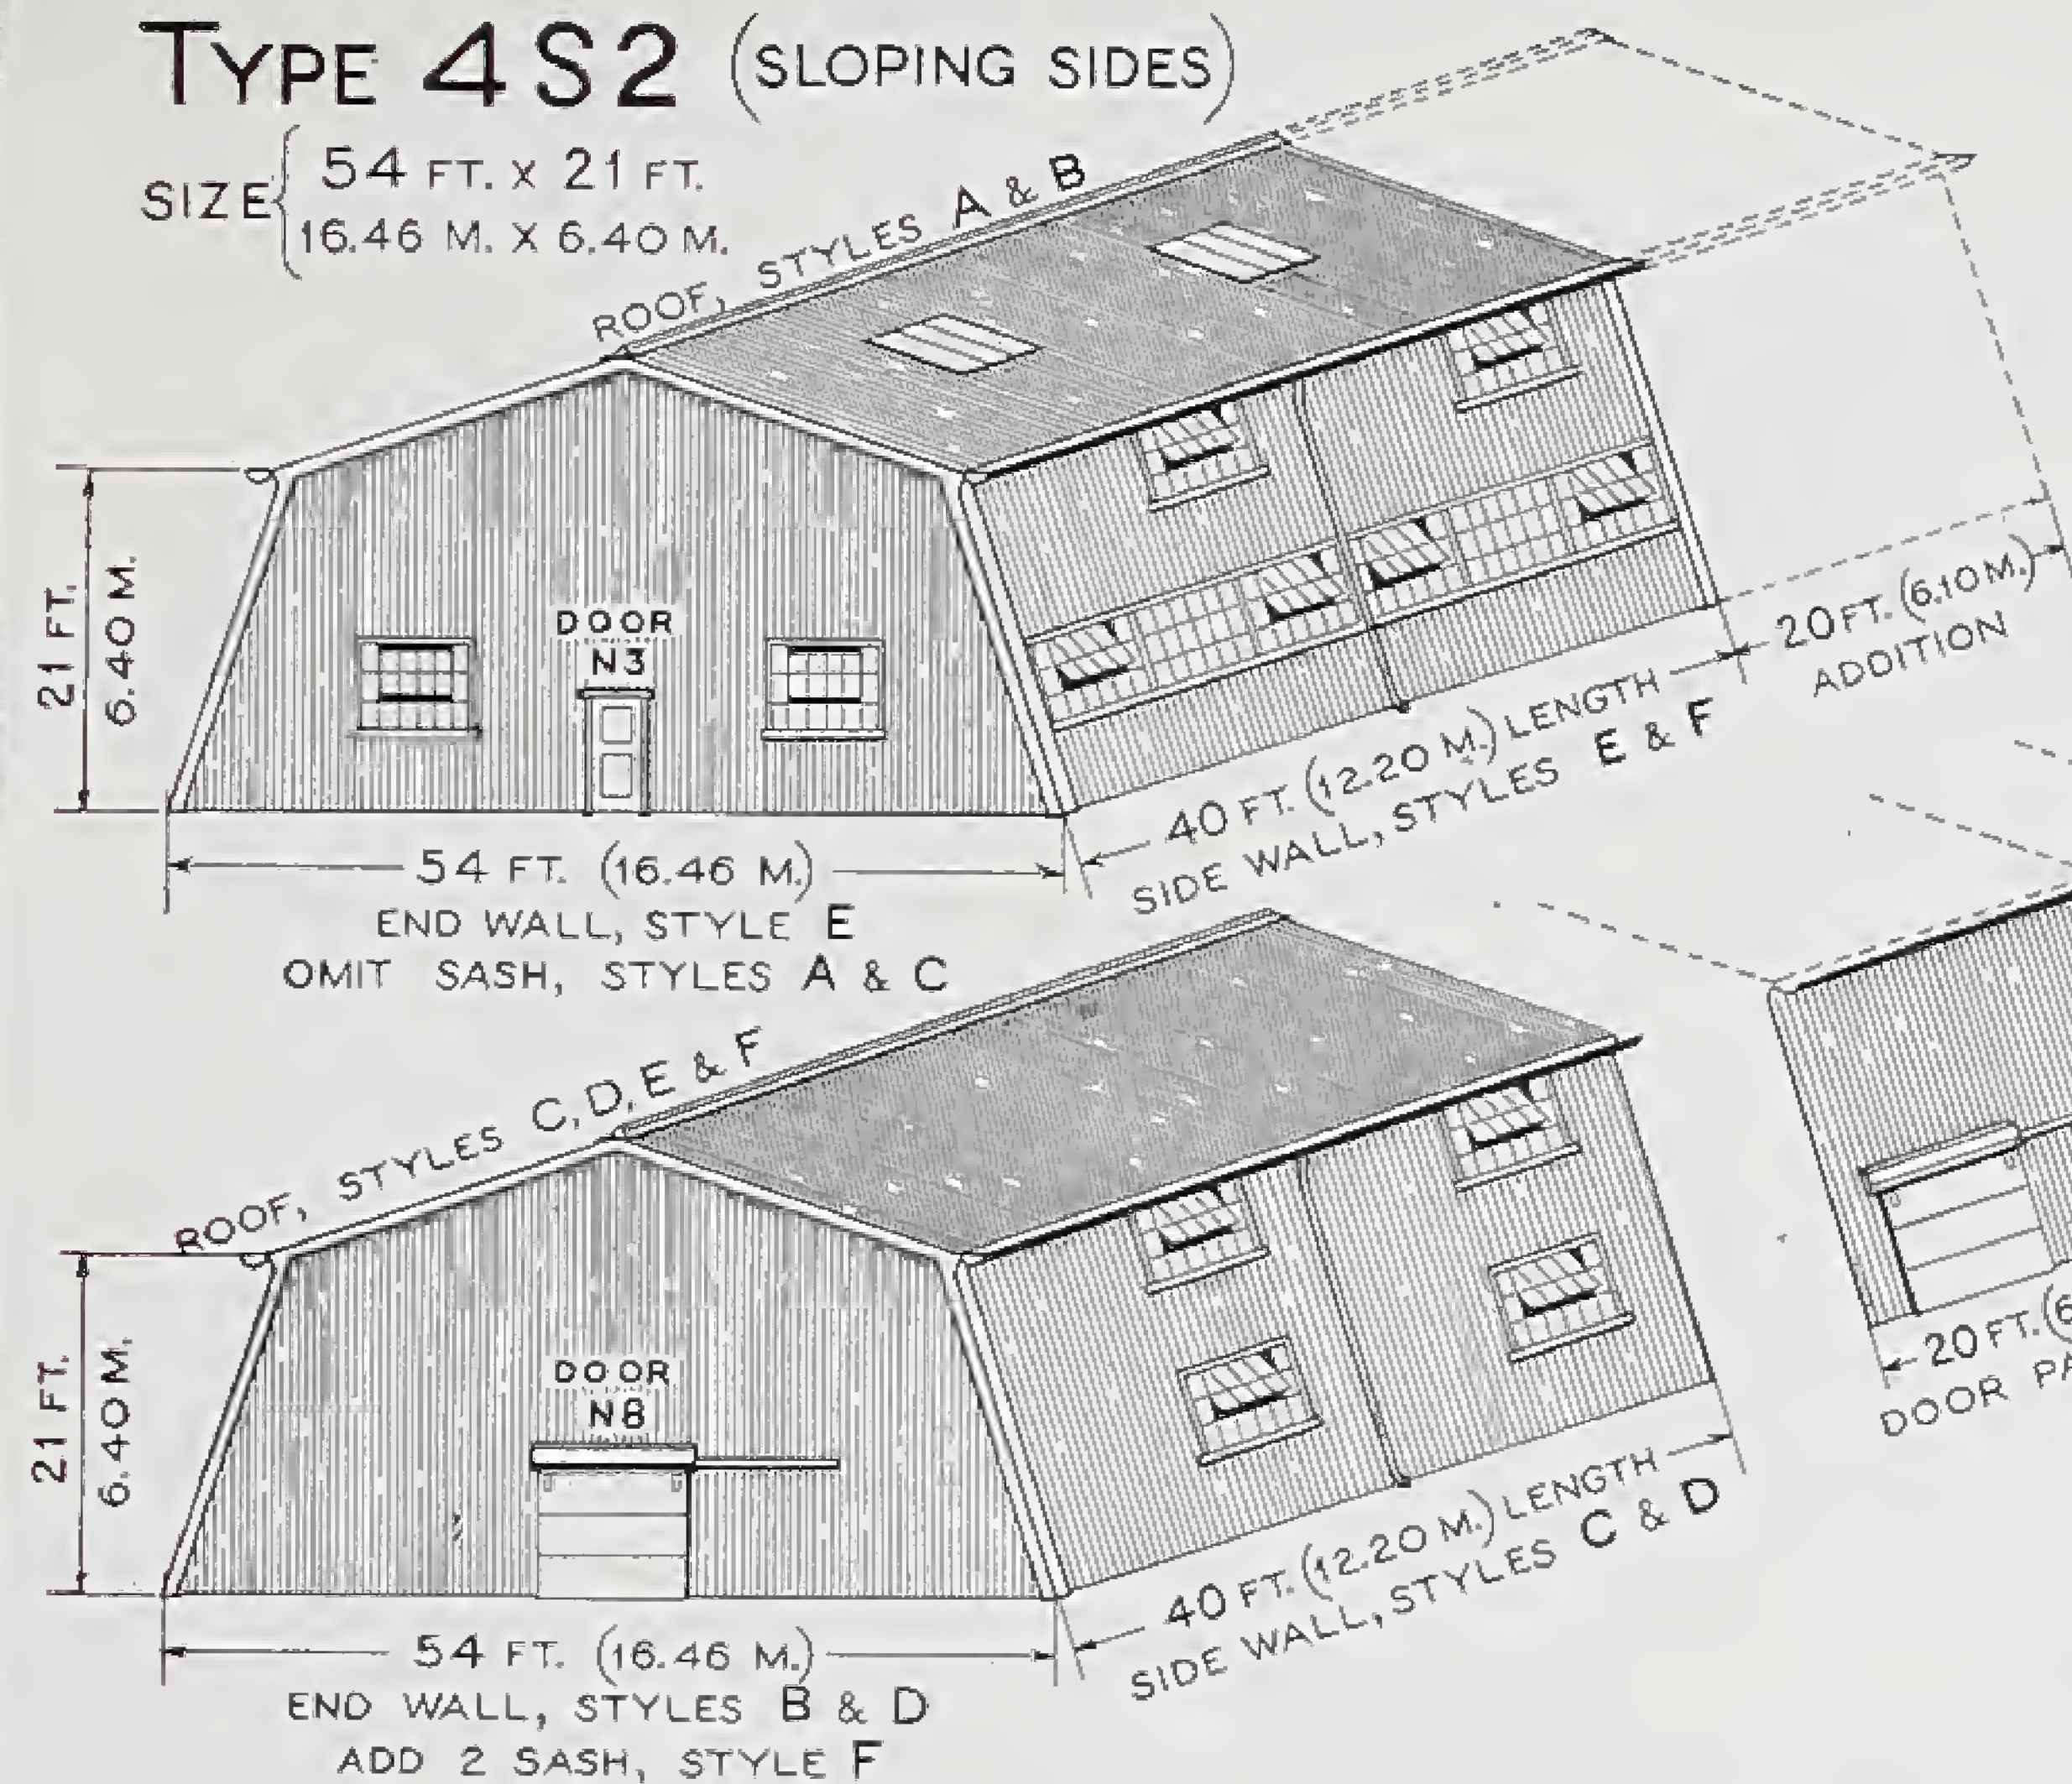 TYPE 4S2 (SLOPING SIDES)
SIZE { 54 FT. X 21 FT.
16.46 M. X 6.40 M.
ROOF, STYLES A & B
21 FT.
6.40 M.
DOOR
N3
20 FT. (6.10 M.)
ADDITION
40 FT. (12.20 M.) LENGTH
SIDE WALL, STYLES E & F
54 FT. (16.46 M.)
END WALL, STYLE E
OMIT SASH, STYLES A & C
ROOF, STYLES C, D, E & F
21 FT.
6.40 M.
DOOR
N8
40 FT. (12.20 M.) LENGTH
SIDE WALL, STYLES C & D
54 FT. (16.46 M.)
END WALL, STYLES B & D
ADD 2 SASH, STYLE F
20 FT. (6
DOOR PA